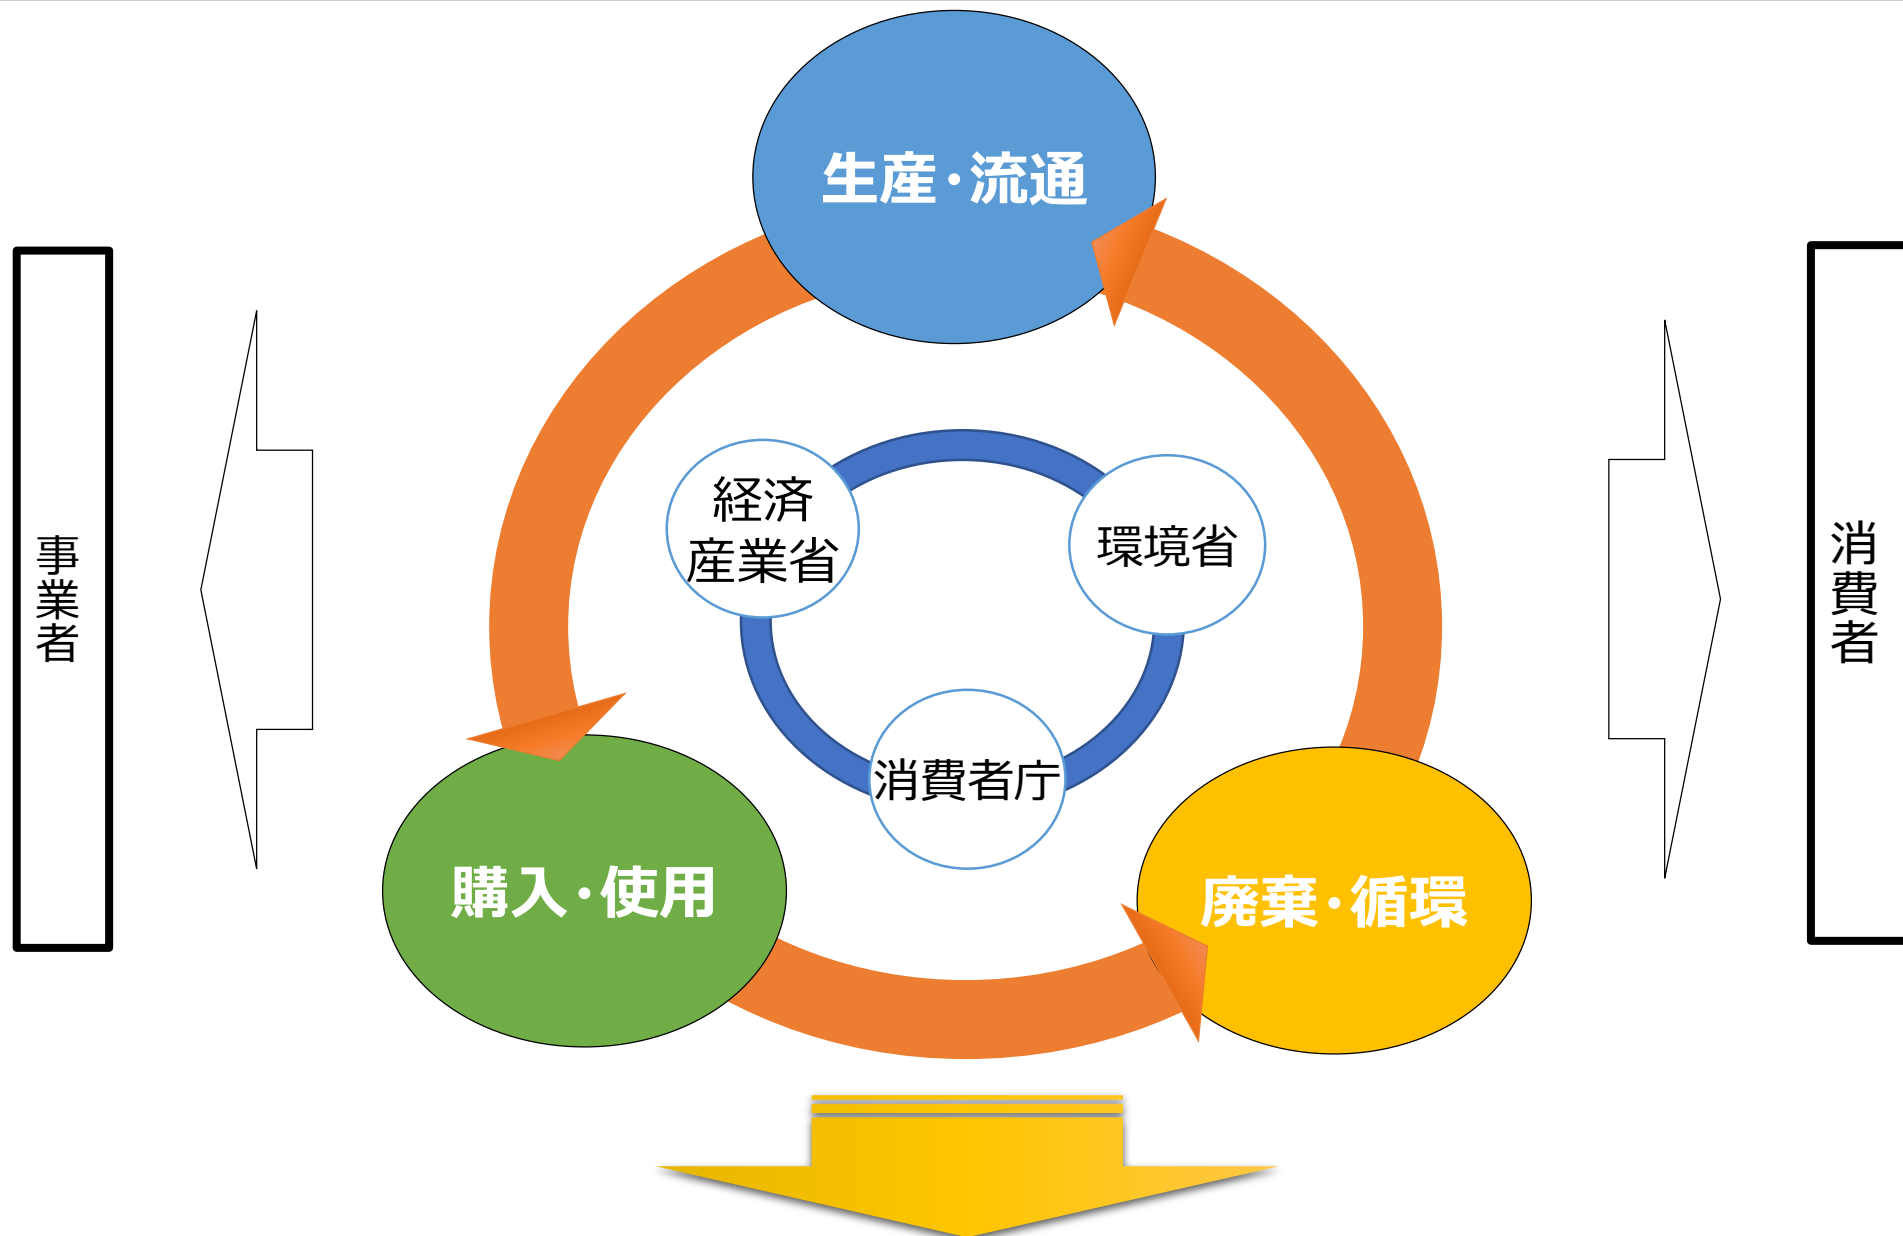 生産・流通
事業者
経済
産業省
環境省
消費者
消費者庁
購入・使用
廃棄・循環